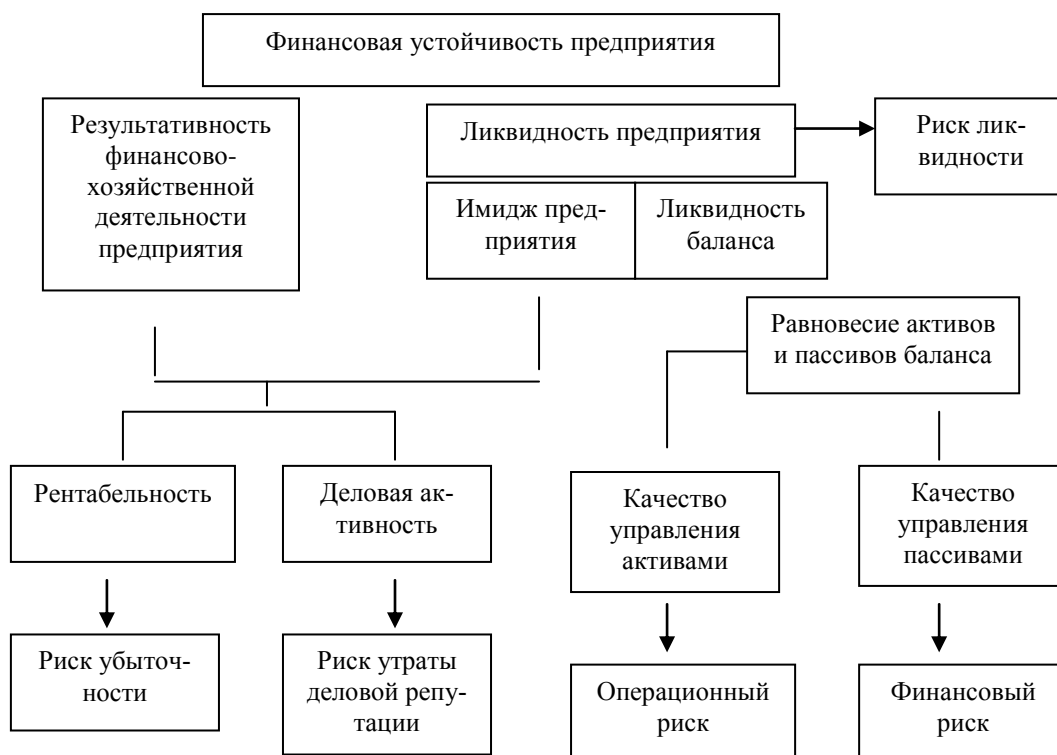 Финансовая устойчивость предприятия
Результативность
финансово-
хозяйственной
деятельности
предприятия
Ликвидность предприятия
Риск лик-
видности
Имидж пред-
приятия
Ликвидность
баланса
Равновесие активов
и пассивов баланса
Рентабельность
Деловая ак-
тивность
Качество
управления
активами
Качество
управления
пассивами
Риск убыточ-
ности
Риск утраты
деловой репу-
тации
Операционный
риск
Финансовый
риск